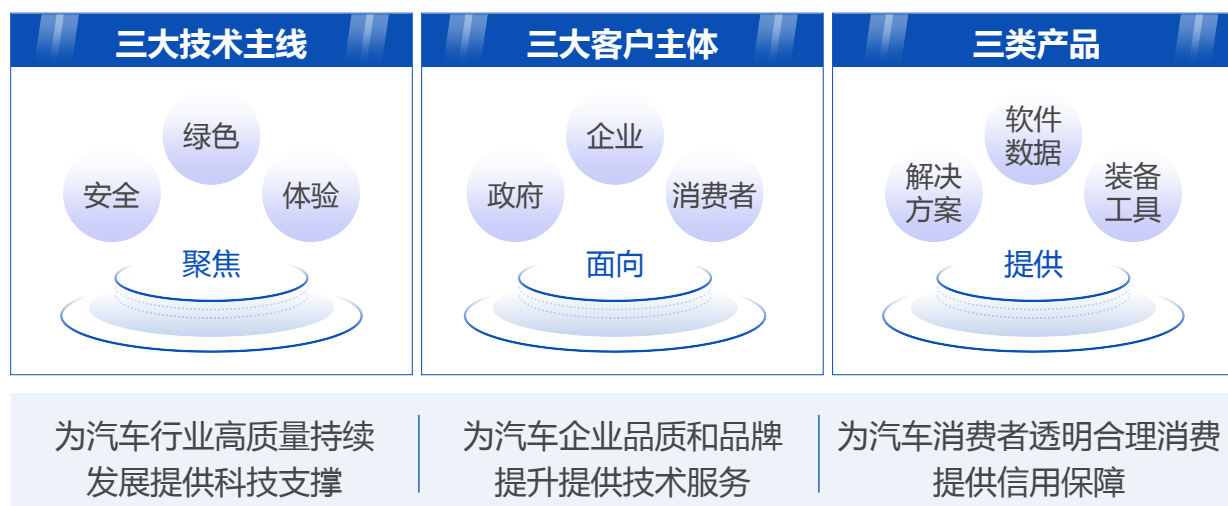 三大技术主线
绿色
安全
体验
聚焦
三大客户主体
企业
政府
消费者
面向
三类产品
软件
数据
解决
方案
装备
工具
提供
为汽车行业高质量持续
发展提供科技支撑
为汽车企业品质和品牌
提升提供技术服务
为汽车消费者透明合理消费
提供信用保障